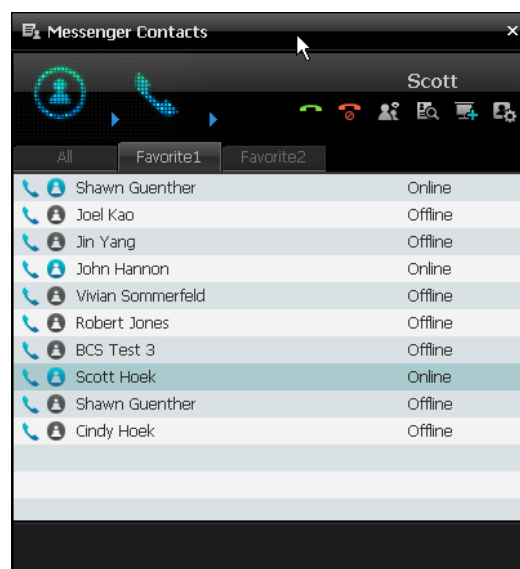 Messenger Contacts
Scott
All Favorite1 Favorite2
Shawn Guenther Online
Joel Kao Offline
Jin Yang Offline
John Hannon Online
Vivian Sommerfeld Offline
Robert Jones Offline
BCS Test 3 Offline
Scott Hoek Online
Shawn Guenther Offline
Cindy Hoek Offline